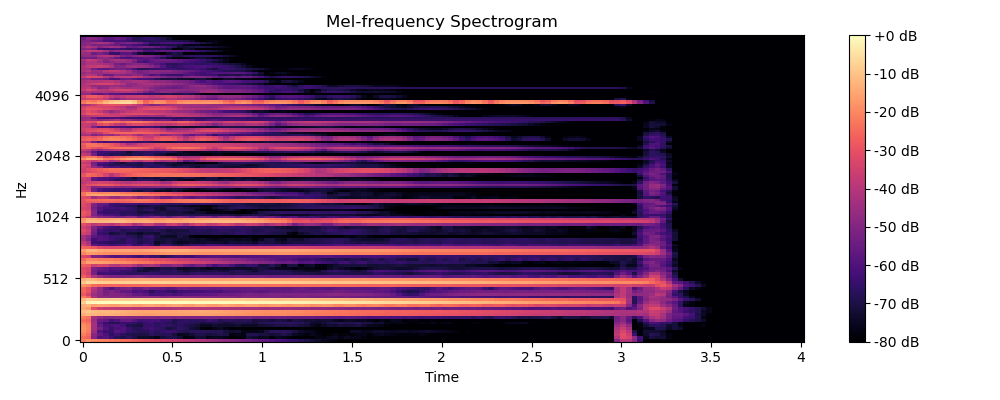 Mel-frequency Spectrogram
Hz
4096
2048
1024
512
0
0
0.5
1
1.5
2
2.5
3
3.5
4
Time
+0 dB
-10 dB
-20 dB
-30 dB
-40 dB
-50 dB
-60 dB
-70 dB
-80 dB